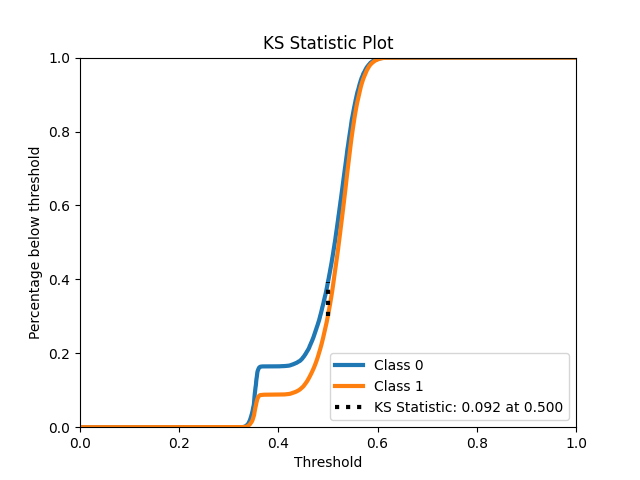 KS Statistic Plot
1.0
0.8
0.6
0.4
0.2
0.0
Percentage below threshold
Class 0
Class 1
KS Statistic: 0.092 at 0.500
0.0 0.2 0.4 0.6 0.8 1.0
Threshold